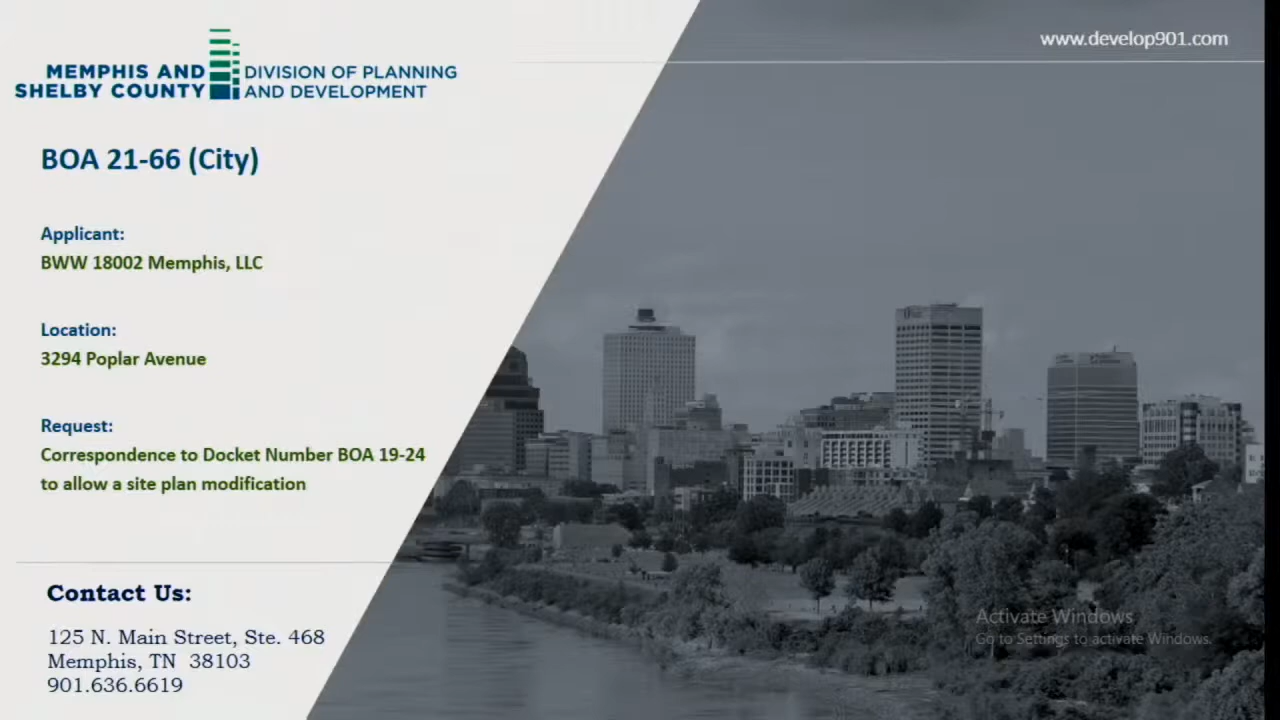 MEMPHIS AND
SHELBY COUNTY
DIVISION OF PLANNING
AND DEVELOPMENT
www.develop901.com
BOA 21-66 (City)
Applicant:
BWW 18002 Memphis, LLC
Location:
3294 Poplar Avenue
Request:
Correspondence to Docket Number BOA 19-24
to allow a site plan modification
Contact Us:
125 N. Main Street, Ste. 468
Memphis, TN 38103
901.636.6619
Activate Windows
Go to Settings to activate Windows.